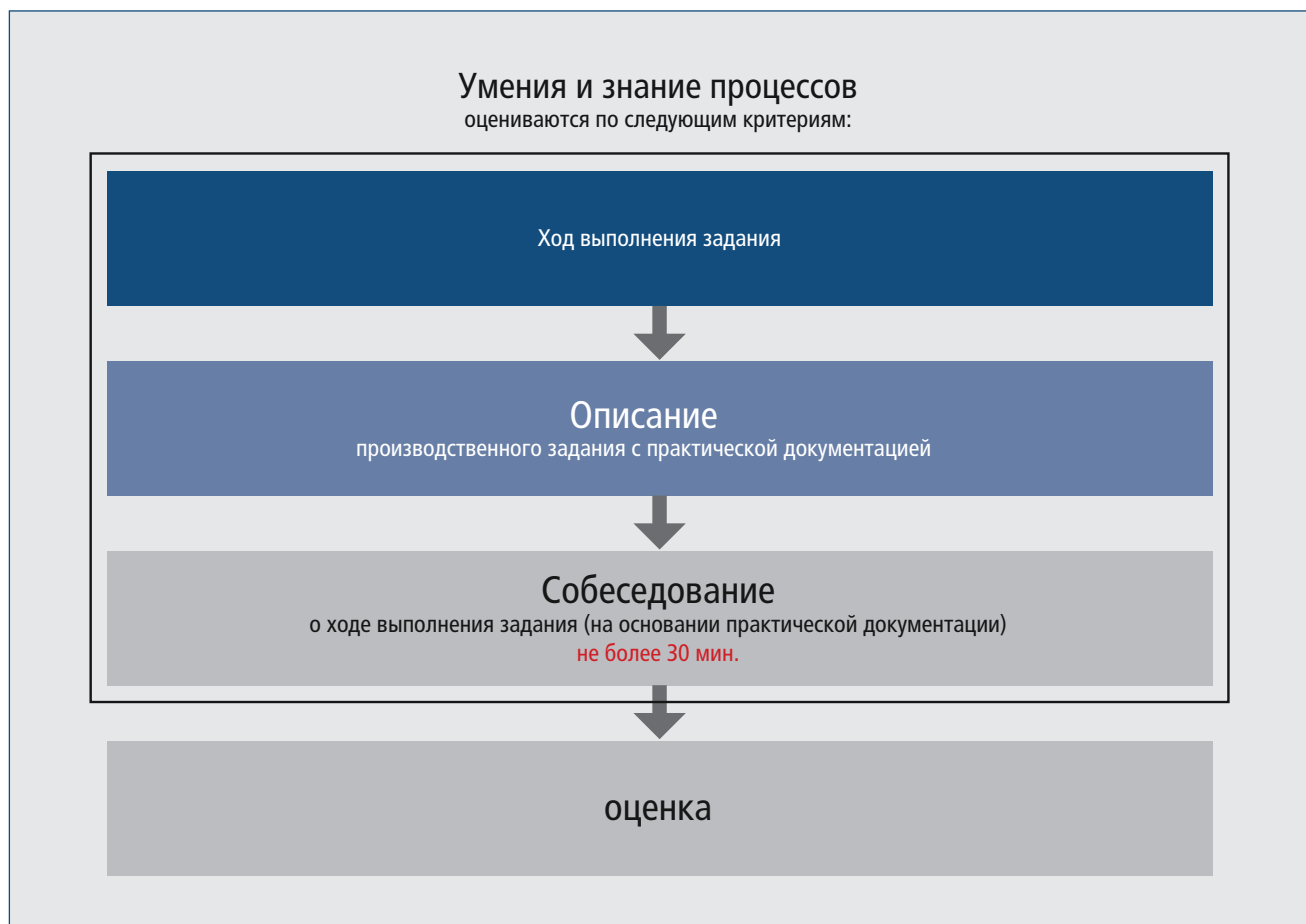 Умения и знание процессов
оцениваются по следующим критериям:
Ход выполнения задания
Описание
производственного задания с практической документацией
Собеседование
о ходе выполнения задания (на основании практической документации)
не более 30 мин.
оценка